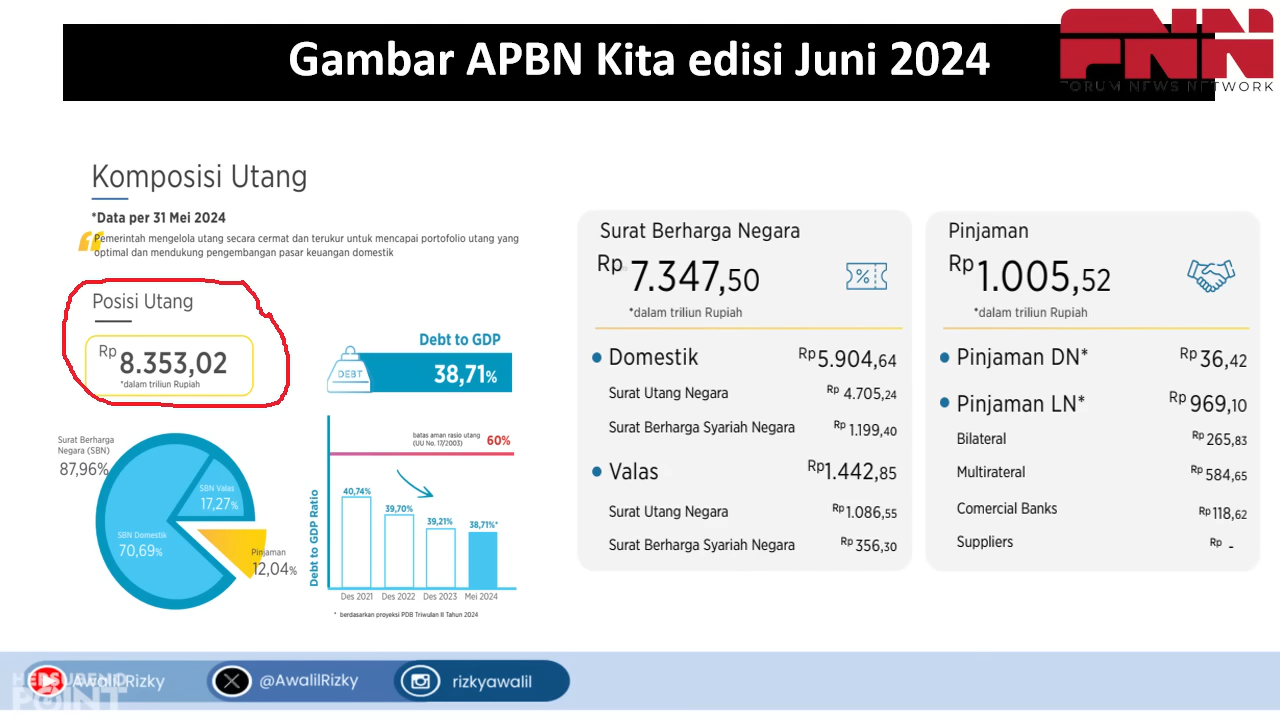 Gambar APBN Kita edisi Juni 2024
FNN
FORUM NEWS NETWORK
Komposisi Utang
*Data per 31 Mei 2024
Pemerintah mengelola utang secara cermat dan terukur untuk mencapai portofolio utang yang
optimal dan mendukung pengembangan pasar keuangan domestik
Posisi Utang
Rp 8.353,02
*dalam triliun Rupiah
Debt to GDP
DEBT
38,71%
Surat Berharga
Negara (SBN)
87,96%
SBN Valas
17,27%
SBN Domestik
70,69%
Pinjaman
12,04%
Debt to GDP Ratio
batas aman rasio utang
(UU No. 17/2003)
60%
40,74%
39,70%
39,21%
38,71%*
Des 2021 Des 2022 Des 2023 Mei 2024
* berdasarkan proyeksi PDB Triwulan II Tahun 2024
Surat Berharga Negara
Rp 7.347,50
*dalam triliun Rupiah
%
Domestik Rp5.904,64
Surat Utang Negara Rp 4.705,24
Surat Berharga Syariah Negara Rp 1.199,40
Valas Rp1.442,85
Surat Utang Negara Rp1.086,55
Surat Berharga Syariah Negara Rp 356,30
Pinjaman
Rp 1.005,52
*dalam triliun Rupiah
Pinjaman DN* Rp 36,42
Pinjaman LN* Rp 969,10
Bilateral Rp 265,83
Multirateral Rp 584,65
Comercial Banks Rp 118,62
Suppliers Rp -
AwalilRizky
@AwalilRizky
rizkyawalil
HERSUBENO
POINT